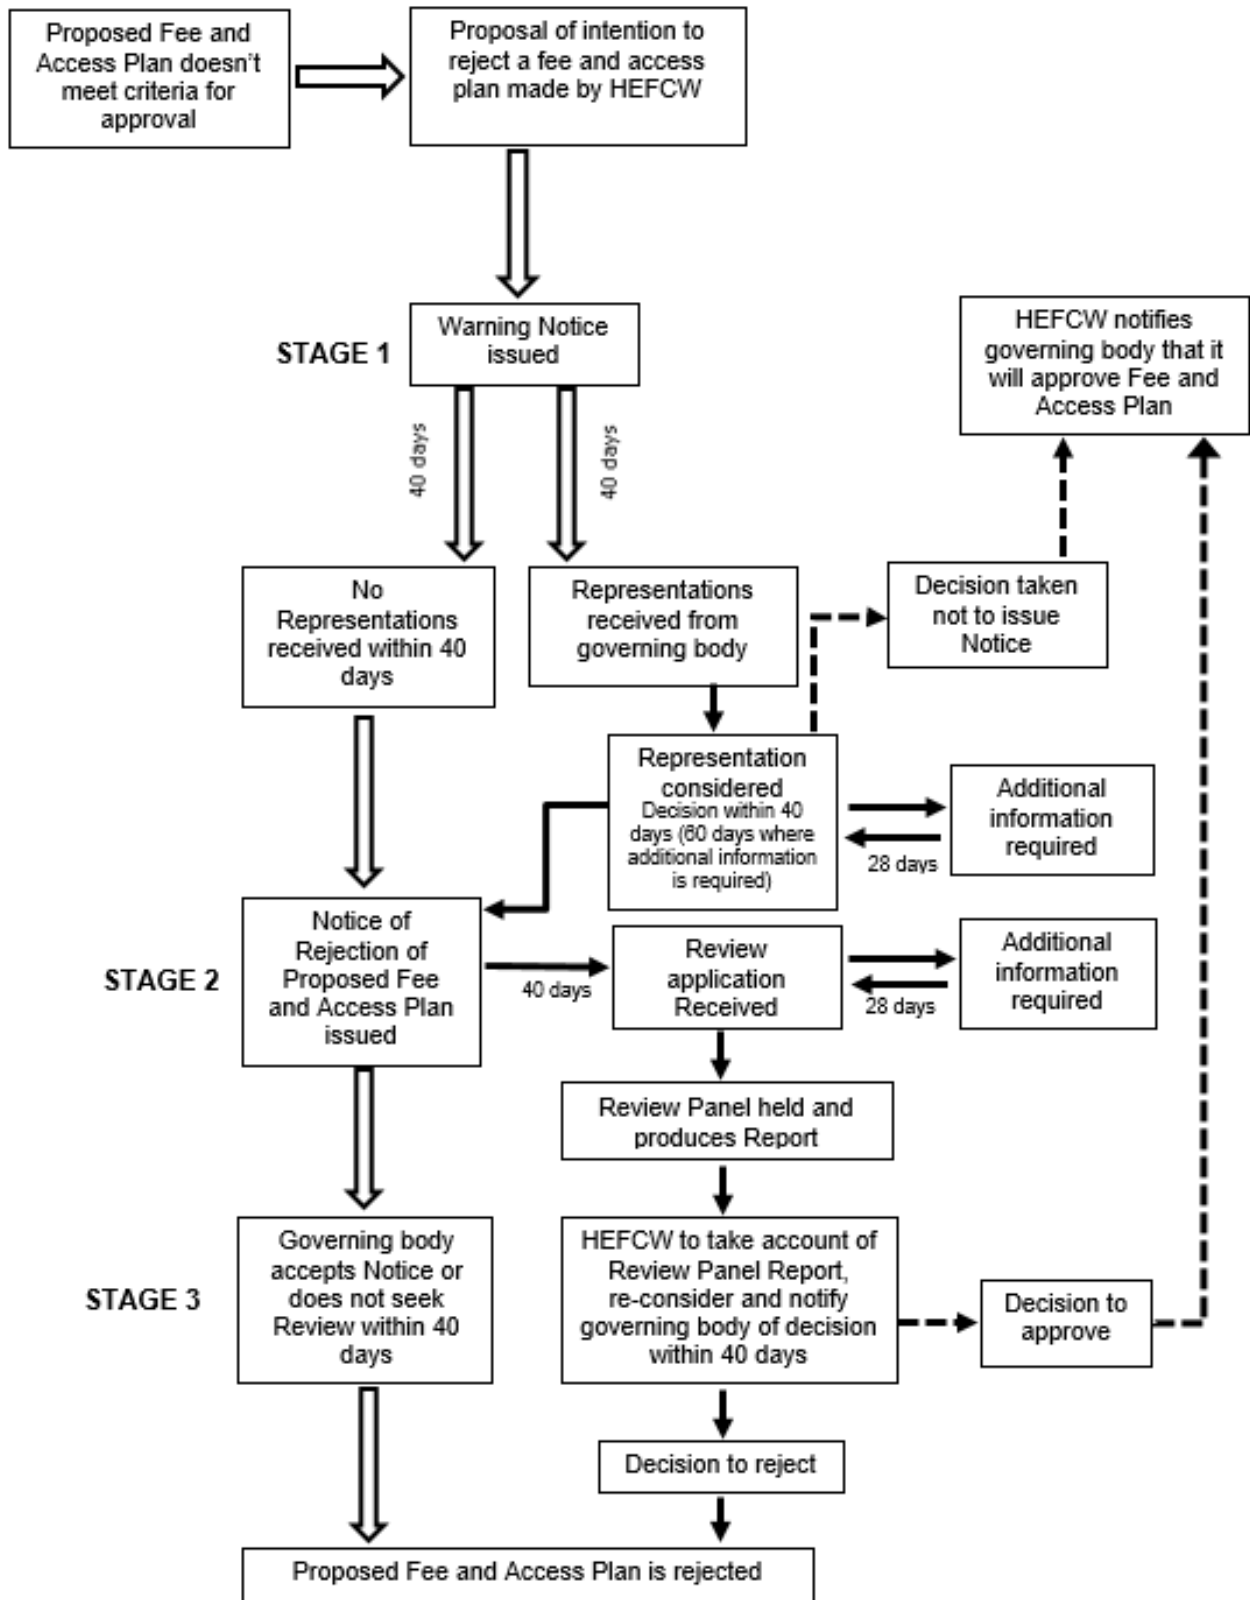 Proposed Fee and
Access Plan doesn't
meet criteria for
approval
Proposal of intention to
reject a fee and access
plan made by HEFCW
STAGE 1
Warning Notice
issued
HEFCW notifies
governing body that it
will approve Fee and
Access Plan
40 days
40 days
No
Representations
received within 40
days
Representations
received from
governing body
Decision taken
not to issue
Notice
Representation
considered
Decision within 40
days (60 days where
additional information
is required)
Additional
information
required
28 days
STAGE 2
Notice of
Rejection of
Proposed Fee
and Access Plan
issued
40 days
Review
application
Received
28 days
Additional
information
required
Review Panel held and
produces Report
STAGE 3
Governing body
accepts Notice or
does not seek
Review within 40
days
HEFCW to take account of
Review Panel Report,
re-consider and notify
governing body of decision
within 40 days
Decision to
approve
Decision to reject
Proposed Fee and Access Plan is rejected